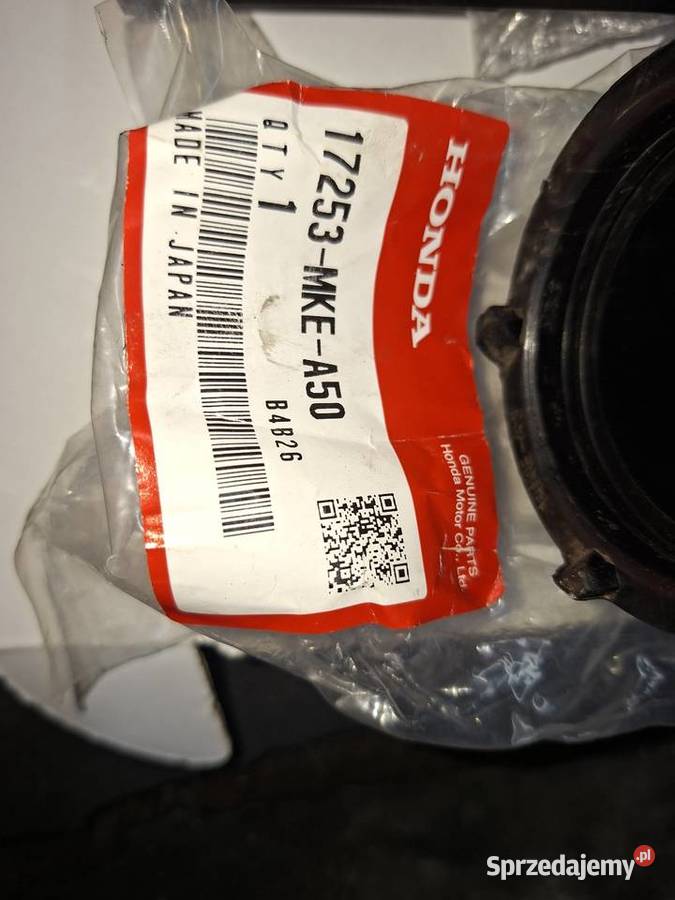 HONDA
GENUINE PARTS
Honda Motor Co., Ltd.
17253-MKE-A50
B4B26
QTY 1
MADE IN JAPAN
Sprzedajemy.pl